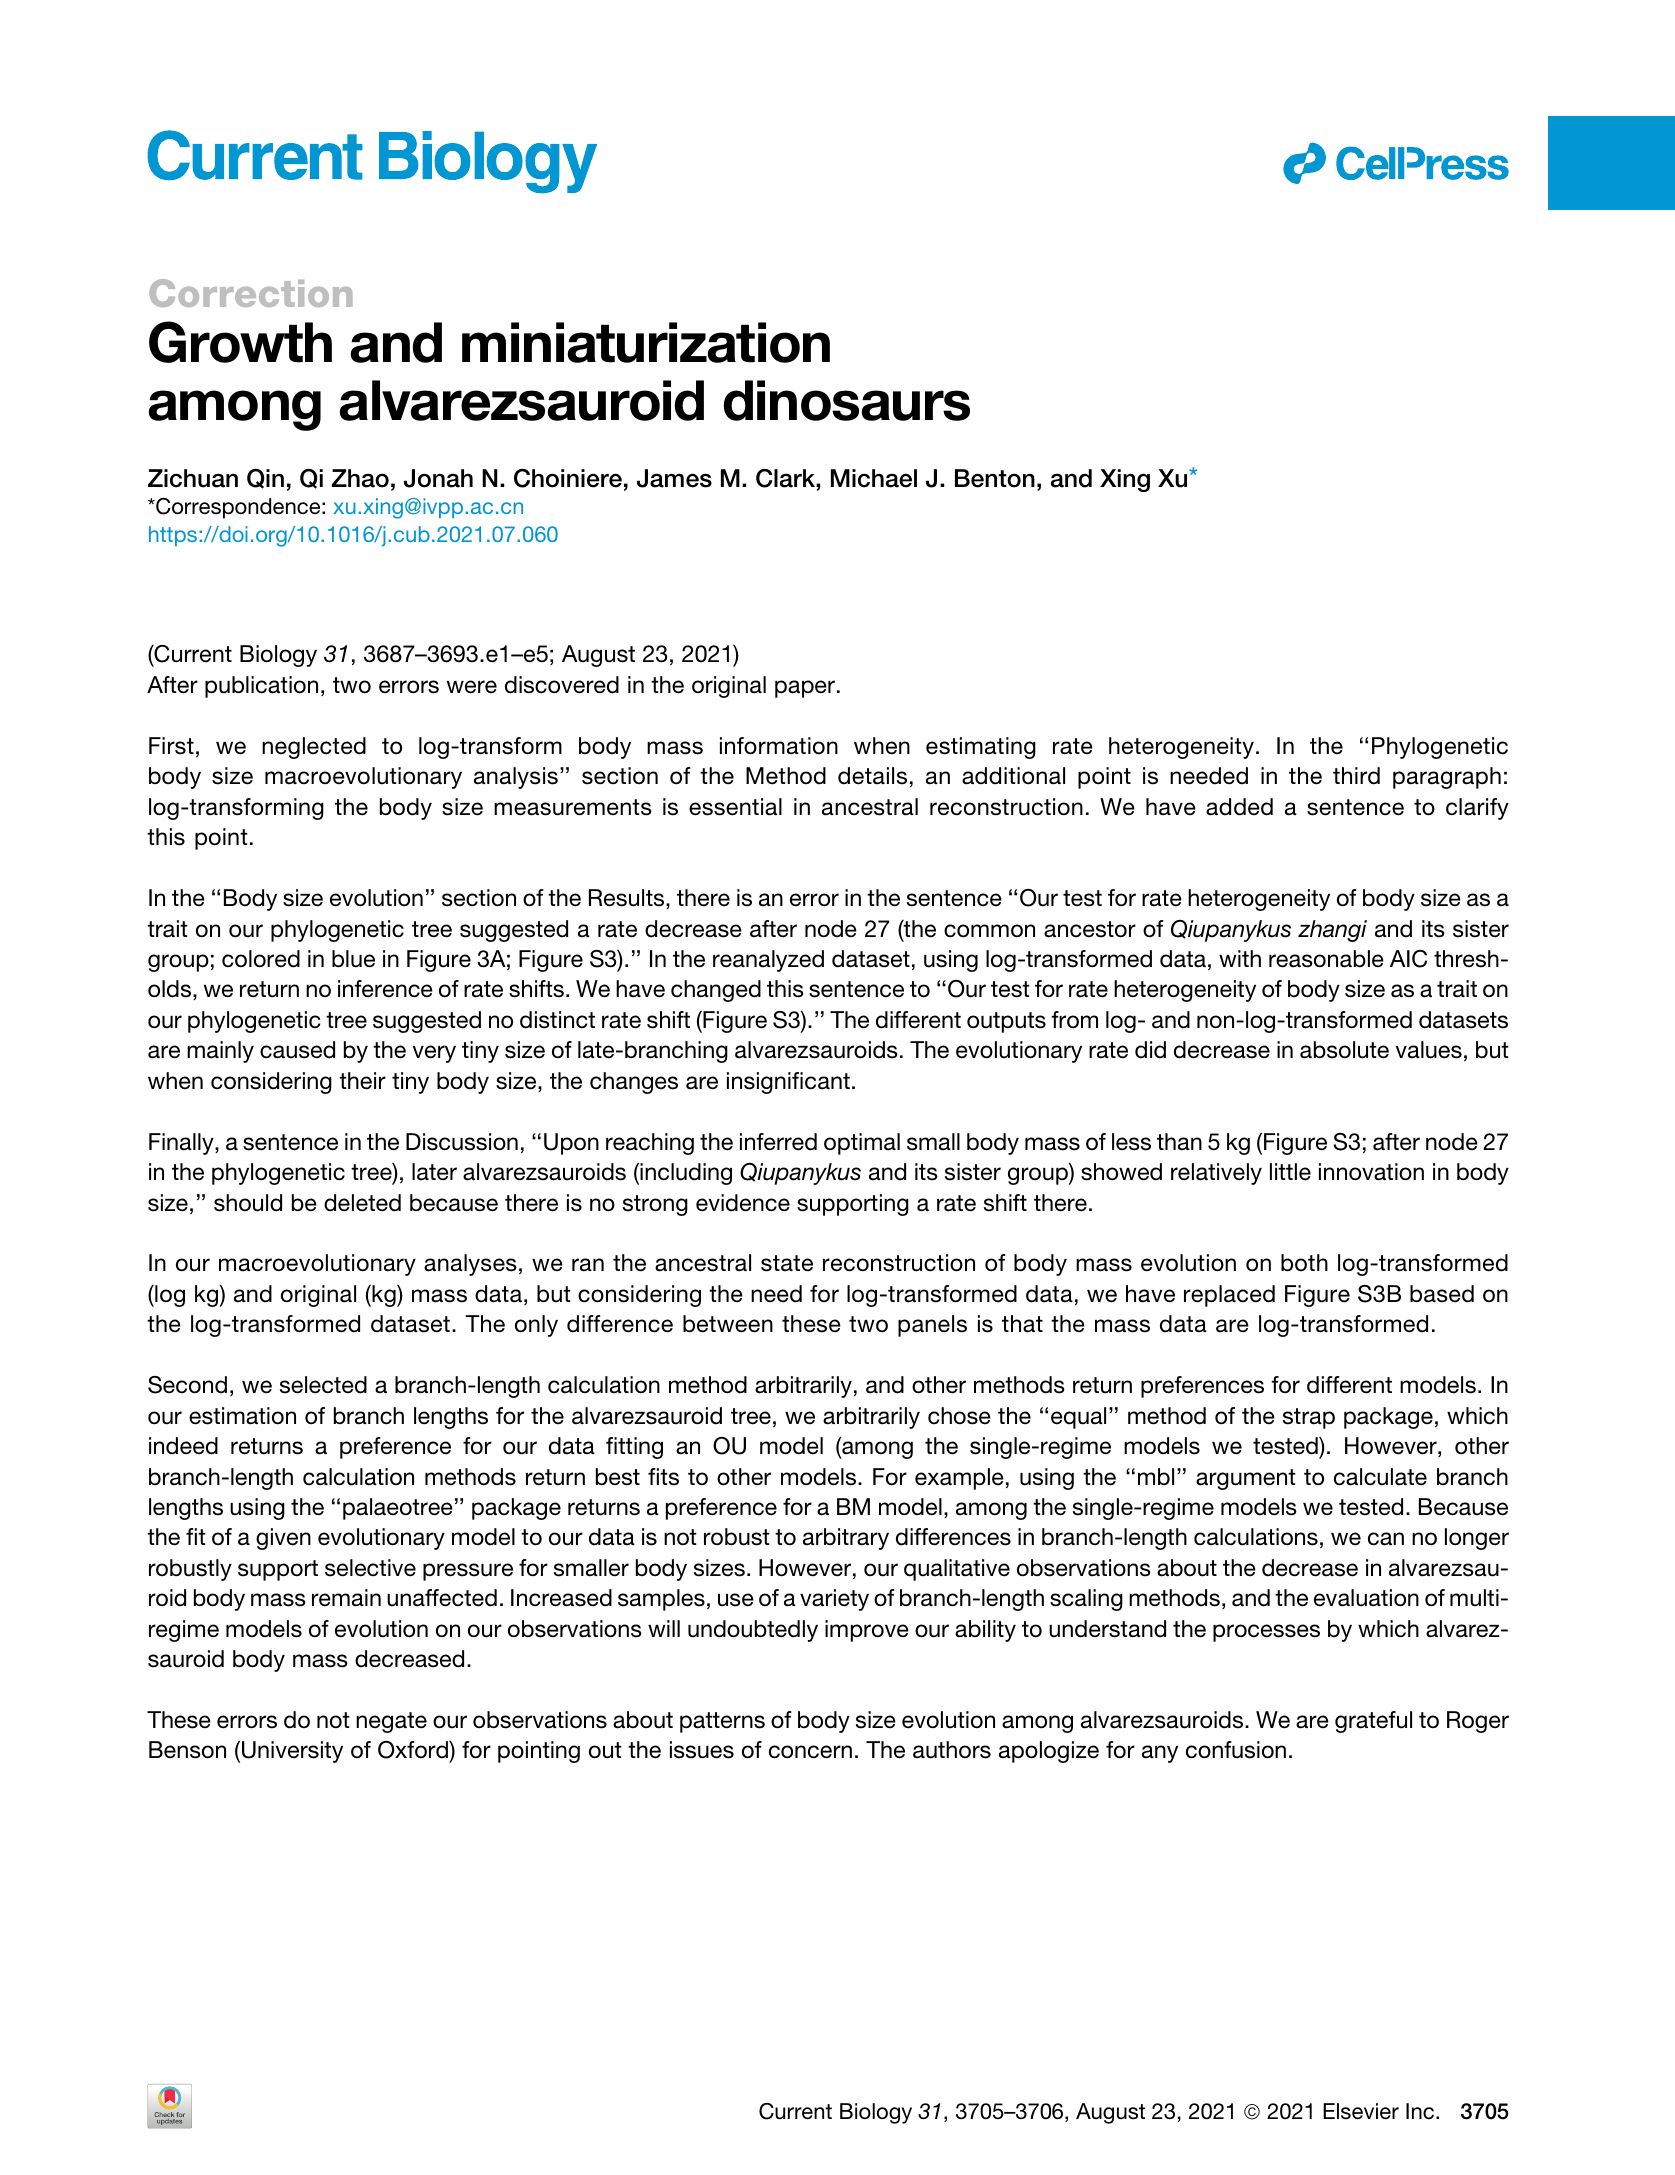 Current Biology
CellPress
Correction
Growth and miniaturization
among alvarezsauroid dinosaurs
Zichuan Qin, Qi Zhao, Jonah N. Choiniere, James M. Clark, Michael J. Benton, and Xing Xu*
*Correspondence: xu.xing@ivpp.ac.cn
https://doi.org/10.1016/j.cub.2021.07.060
(Current Biology 31, 3687–3693.e1–e5; August 23, 2021)
After publication, two errors were discovered in the original paper.
First, we neglected to log-transform body mass information when estimating rate heterogeneity. In the ‘‘Phylogenetic
body size macroevolutionary analysis’’ section of the Method details, an additional point is needed in the third paragraph:
log-transforming the body size measurements is essential in ancestral reconstruction. We have added a sentence to clarify
this point.
In the ‘‘Body size evolution’’ section of the Results, there is an error in the sentence ‘‘Our test for rate heterogeneity of body size as a
trait on our phylogenetic tree suggested a rate decrease after node 27 (the common ancestor of Qiupanykus zhangi and its sister
group; colored in blue in Figure 3A; Figure S3).’’ In the reanalyzed dataset, using log-transformed data, with reasonable AIC thresh-
olds, we return no inference of rate shifts. We have changed this sentence to ‘‘Our test for rate heterogeneity of body size as a trait on
our phylogenetic tree suggested no distinct rate shift (Figure S3).’’ The different outputs from log- and non-log-transformed datasets
are mainly caused by the very tiny size of late-branching alvarezsauroids. The evolutionary rate did decrease in absolute values, but
when considering their tiny body size, the changes are insignificant.
Finally, a sentence in the Discussion, ‘‘Upon reaching the inferred optimal small body mass of less than 5 kg (Figure S3; after node 27
in the phylogenetic tree), later alvarezsauroids (including Qiupanykus and its sister group) showed relatively little innovation in body
size,’’ should be deleted because there is no strong evidence supporting a rate shift there.
In our macroevolutionary analyses, we ran the ancestral state reconstruction of body mass evolution on both log-transformed
(log kg) and original (kg) mass data, but considering the need for log-transformed data, we have replaced Figure S3B based on
the log-transformed dataset. The only difference between these two panels is that the mass data are log-transformed.
Second, we selected a branch-length calculation method arbitrarily, and other methods return preferences for different models. In
our estimation of branch lengths for the alvarezsauroid tree, we arbitrarily chose the ‘‘equal’’ method of the strap package, which
indeed returns a preference for our data fitting an OU model (among the single-regime models we tested). However, other
branch-length calculation methods return best fits to other models. For example, using the ‘‘mbl’’ argument to calculate branch
lengths using the ‘‘palaeotree’’ package returns a preference for a BM model, among the single-regime models we tested. Because
the fit of a given evolutionary model to our data is not robust to arbitrary differences in branch-length calculations, we can no longer
robustly support selective pressure for smaller body sizes. However, our qualitative observations about the decrease in alvarezsau-
roid body mass remain unaffected. Increased samples, use of a variety of branch-length scaling methods, and the evaluation of multi-
regime models of evolution on our observations will undoubtedly improve our ability to understand the processes by which alvarez-
sauroid body mass decreased.
These errors do not negate our observations about patterns of body size evolution among alvarezsauroids. We are grateful to Roger
Benson (University of Oxford) for pointing out the issues of concern. The authors apologize for any confusion.
Check for
updates
Current Biology 31, 3705–3706, August 23, 2021 © 2021 Elsevier Inc. 3705